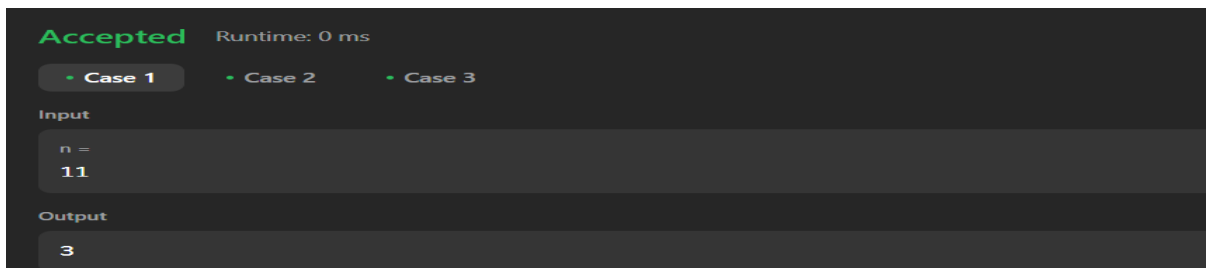 Accepted Runtime: 0 ms
• Case 1 • Case 2 • Case 3
Input
n =
11
Output
3